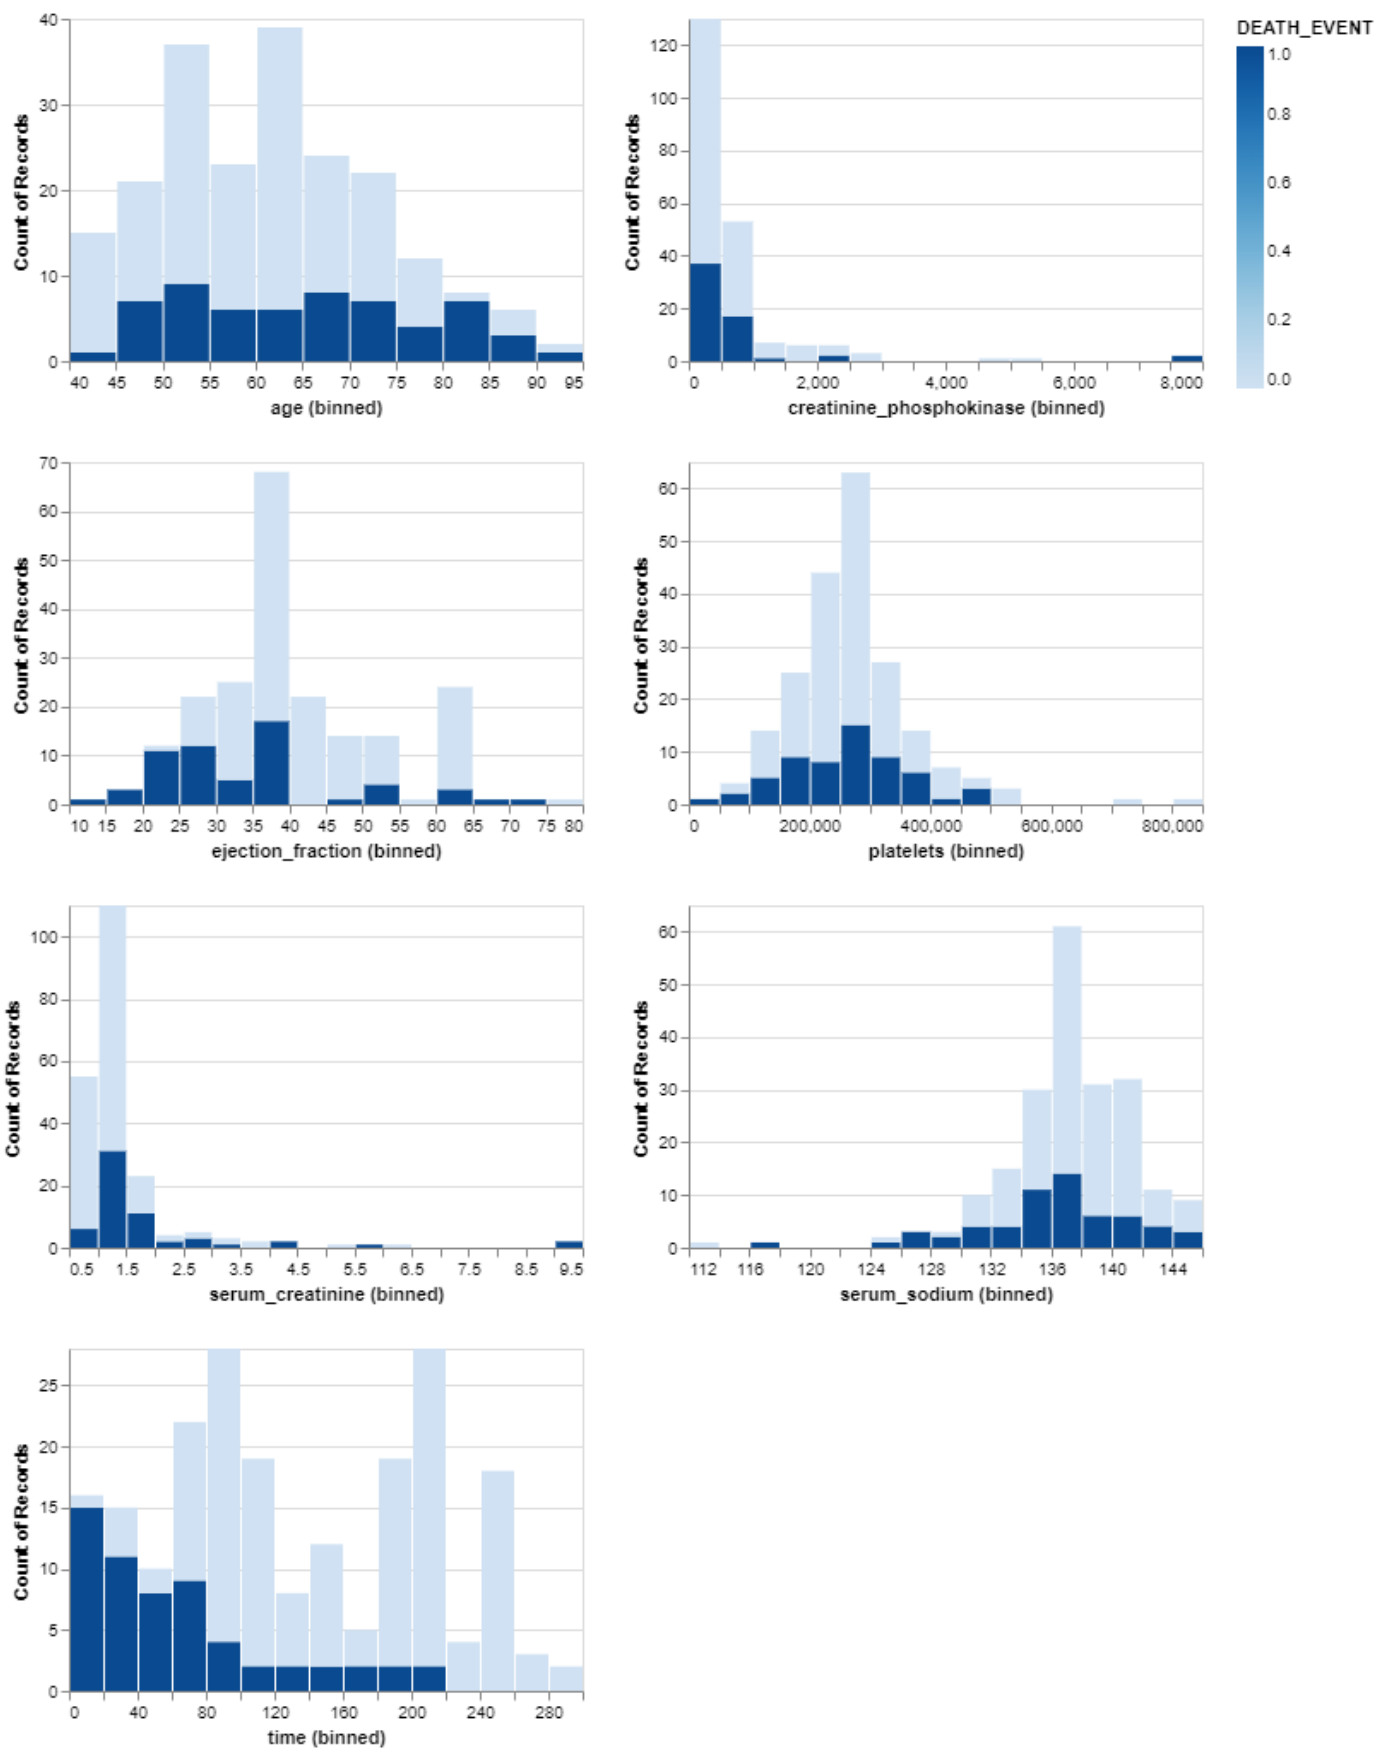 DEATH_EVENT
1.0
0.8
0.6
0.4
0.2
0.0
40
30
20
10
0
Count of Records
40 45 50 55 60 65 70 75 80 85 90 95
age (binned)
120
100
80
60
40
20
0
Count of Records
0 2,000 4,000 6,000 8,000
creatinine_phosphokinase (binned)
70
60
50
40
30
20
10
0
Count of Records
10 15 20 25 30 35 40 45 50 55 60 65 70 75 80
ejection_fraction (binned)
60
50
40
30
20
10
0
Count of Records
0 200,000 400,000 600,000 800,000
platelets (binned)
100
80
60
40
20
0
Count of Records
0.5 1.5 2.5 3.5 4.5 5.5 6.5 7.5 8.5 9.5
serum_creatinine (binned)
60
50
40
30
20
10
0
Count of Records
112 116 120 124 128 132 136 140 144
serum_sodium (binned)
25
20
15
10
5
0
Count of Records
0 40 80 120 160 200 240 280
time (binned)